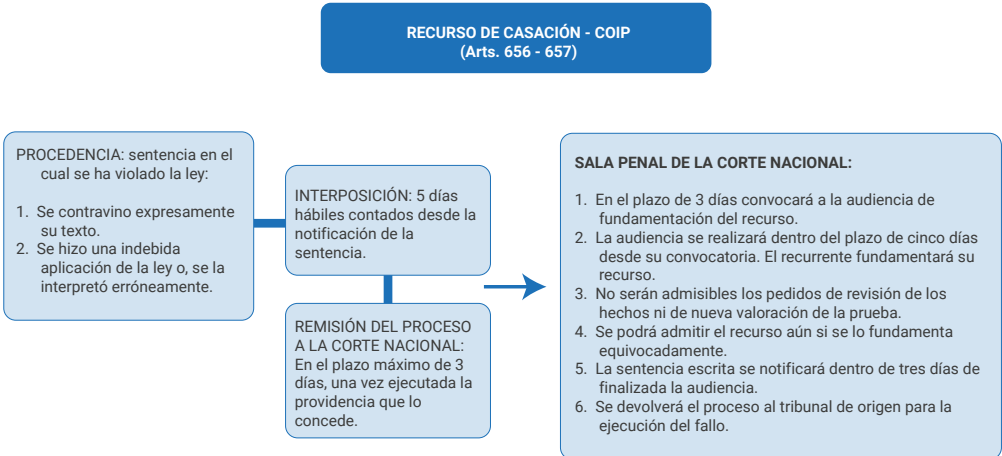 RECURSO DE CASACIÓN - COIP
(Arts. 656 - 657)
PROCEDENCIA: sentencia en el
cual se ha violado la ley:
1. Se contravino expresamente
su texto.
2. Se hizo una indebida
aplicación de la ley o, se la
interpretó erróneamente.
INTERPOSICIÓN: 5 días
hábiles contados desde la
notificación de la
sentencia.
REMISIÓN DEL PROCESO
A LA CORTE NACIONAL:
En el plazo máximo de 3
días, una vez ejecutada la
providencia que lo
concede.
SALA PENAL DE LA CORTE NACIONAL:
1. En el plazo de 3 días convocará a la audiencia de
fundamentación del recurso.
2. La audiencia se realizará dentro del plazo de cinco días
desde su convocatoria. El recurrente fundamentará su
recurso.
3. No serán admisibles los pedidos de revisión de los
hechos ni de nueva valoración de la prueba.
4. Se podrá admitir el recurso aún si se lo fundamenta
equivocadamente.
5. La sentencia escrita se notificará dentro de tres días de
finalizada la audiencia.
6. Se devolverá el proceso al tribunal de origen para la
ejecución del fallo.